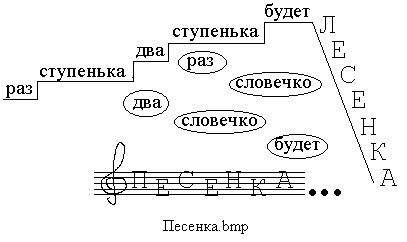 раз
ступенька
два
ступенька
будет
ЛЕСЕНКА
раз
словечко
два
словечко
будет
ПЕСЕНКА...
Песенка.bmp